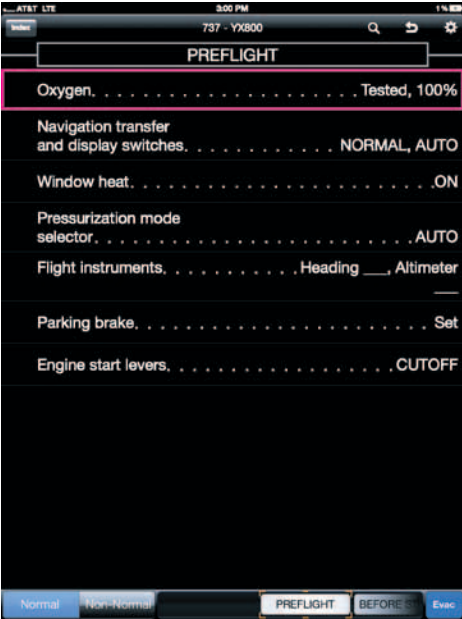 AT&T LTE 3:00 PM 1%
Index 737 - YX800
PREFLIGHT
Oxygen. . . . . . . . . . . . . . . . . . . . . Tested, 100%
Navigation transfer
and display switches. . . . . . . . . . . . NORMAL, AUTO
Window heat. . . . . . . . . . . . . . . . . . . . . . . .ON
Pressurization mode
selector. . . . . . . . . . . . . . . . . . . . . . . . . AUTO
Flight instruments. . . . . . . . . . .Heading ___, Altimeter
___
Parking brake. . . . . . . . . . . . . . . . . . . . . . . Set
Engine start levers. . . . . . . . . . . . . . . . . . CUTOFF
Normal Non-Normal PREFLIGHT BEFORE Evac